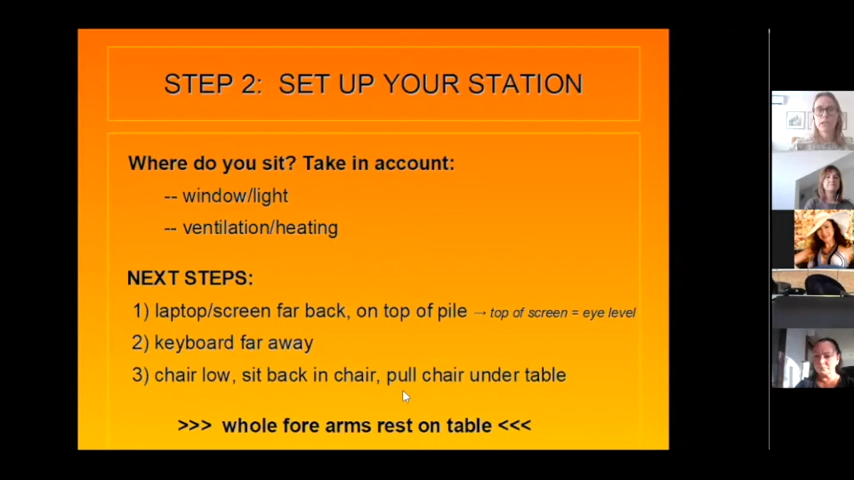 STEP 2: SET UP YOUR STATION
Where do you sit? Take in account:
-- window/light
-- ventilation/heating
NEXT STEPS:
1) laptop/screen far back, on top of pile → top of screen = eye level
2) keyboard far away
3) chair low, sit back in chair, pull chair under table
>>> whole fore arms rest on table <<<